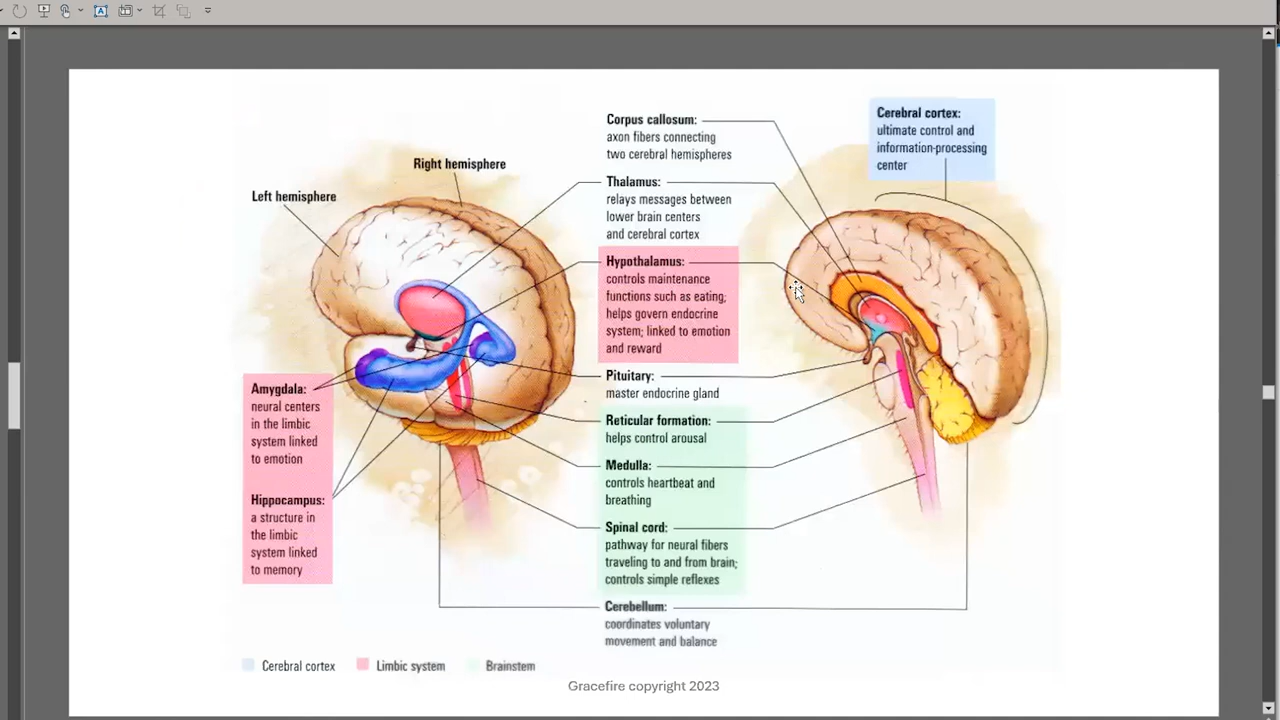 Corpus callosum:
axon fibers connecting
two cerebral hemispheres
Cerebral cortex:
ultimate control and
information-processing
center
Right hemisphere
Left hemisphere
Thalamus:
relays messages between
lower brain centers
and cerebral cortex
Hypothalamus:
controls maintenance
functions such as eating;
helps govern endocrine
system; linked to emotion
and reward
Pituitary:
master endocrine gland
Amygdala:
neural centers
in the limbic
system linked
to emotion
Hippocampus:
a structure in
the limbic
system linked
to memory
Reticular formation:
helps control arousal
Medulla:
controls heartbeat and
breathing
Spinal cord:
pathway for neural fibers
traveling to and from brain;
controls simple reflexes
Cerebellum:
coordinates voluntary
movement and balance
Cerebral cortex
Limbic system
Brainstem
Gracefire copyright 2023